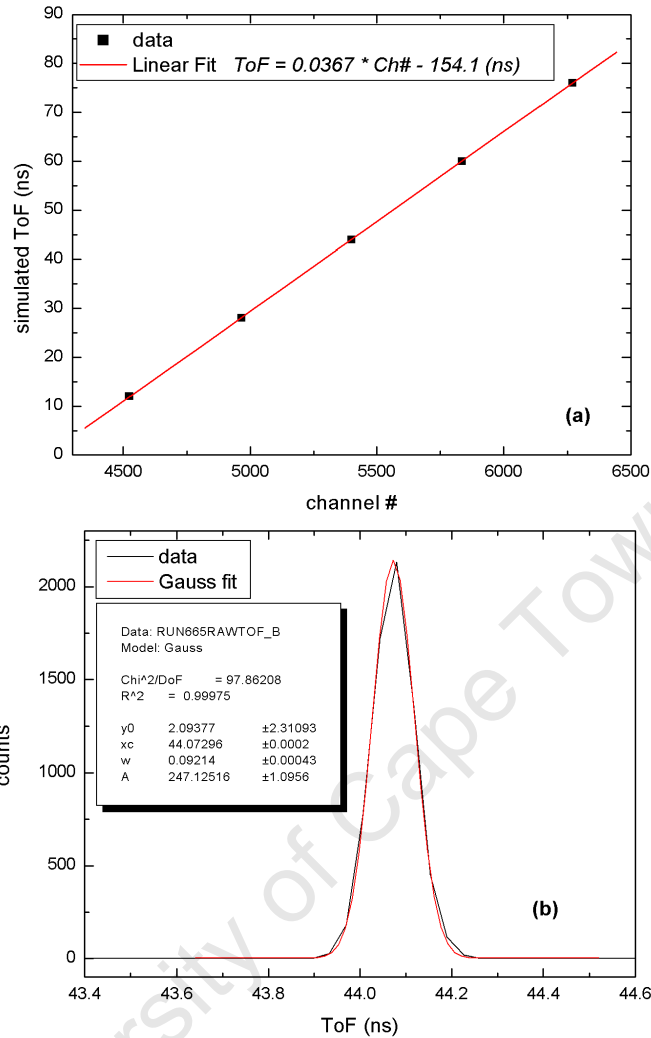 90
80
70
60
50
40
30
20
10
0
simulated ToF (ns)
data
Linear Fit ToF = 0.0367 * Ch# - 154.1 (ns)
(a)
4500 5000 5500 6000 6500
channel #
2000
1500
1000
500
0
counts
data
Gauss fit
Data: RUN665RAWTOF_B
Model: Gauss
Chi^2/DoF = 97.86208
R^2 = 0.99975
y0 2.09377 ±2.31093
xc 44.07296 ±0.0002
w 0.09214 ±0.00043
A 247.12516 ±1.0956
(b)
43.4 43.6 43.8 44.0 44.2 44.4 44.6
ToF (ns)
ersity of Cape Town